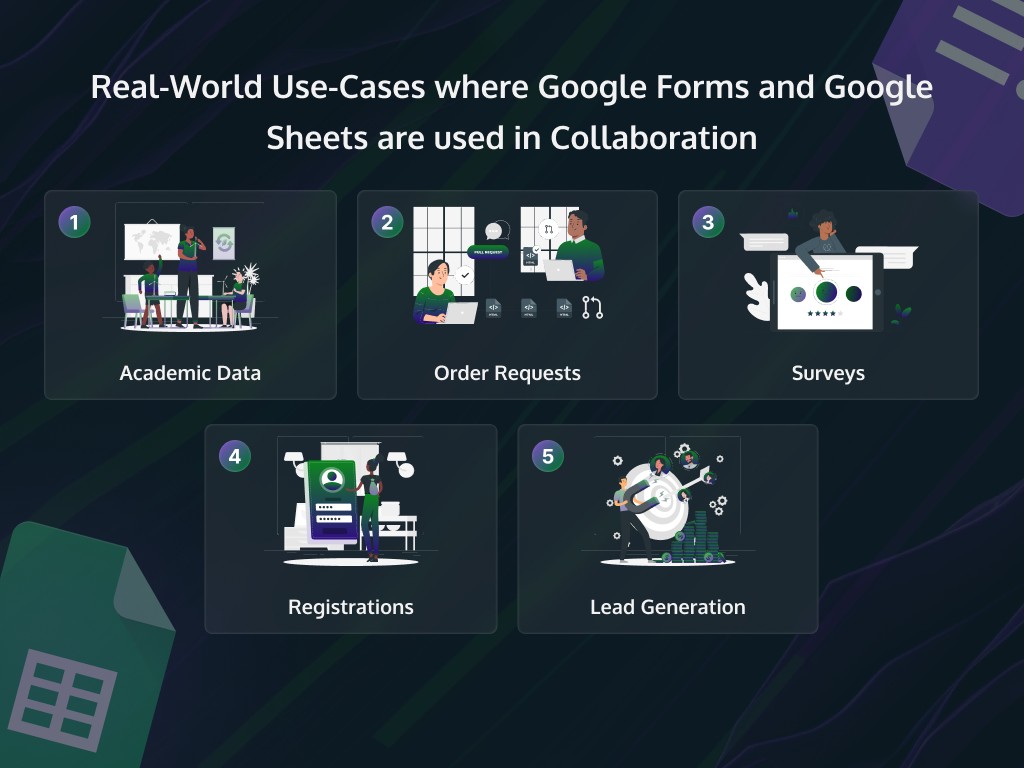 Real-World Use-Cases where Google Forms and Google
Sheets are used in Collaboration
1
Academic Data
2
PULL REQUEST
Order Requests
3
Surveys
4
Registrations
5
Lead Generation